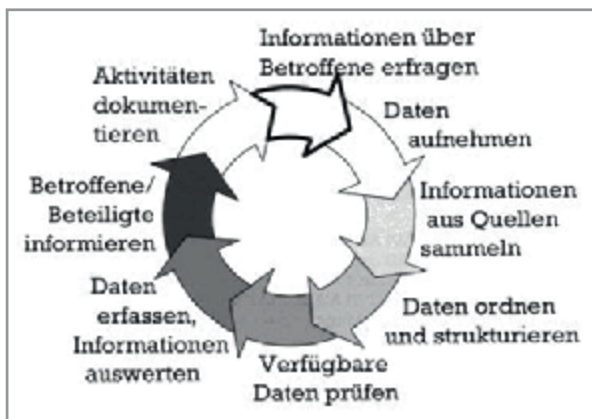 Informationen über
Betroffene erfragen
Daten
aufnehmen
Informationen
aus Quellen
sammeln
Daten ordnen
und strukturieren
Verfügbare
Daten prüfen
Daten
erfassen,
Informationen
auswerten
Betroffene/
Beteiligte
informieren
Aktivitäten
dokumen-
tieren